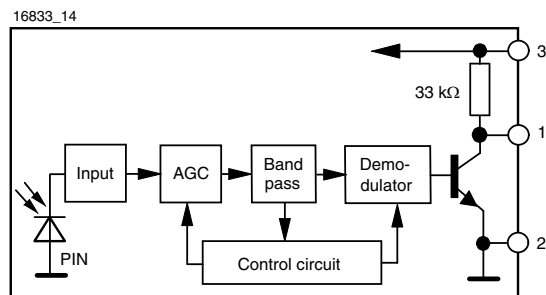 16833_14
3
33 kΩ
1
Input
AGC
Band
pass
Demo-
dulator
2
PIN
Control circuit